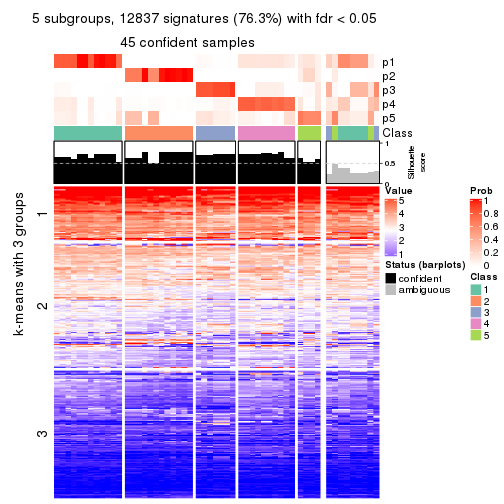 5 subgroups, 12837 signatures (76.3%) with fdr < 0.05
45 confident samples
p1
p2
p3
p4
p5
Class
1
0.5
0
Silhouette
score
k-means with 3 groups
1
2
3
Value
5
4
3
2
1
Status (barplots)
confident
ambiguous
Prob
1
0.8
0.6
0.4
0.2
0
Class
1
2
3
4
5